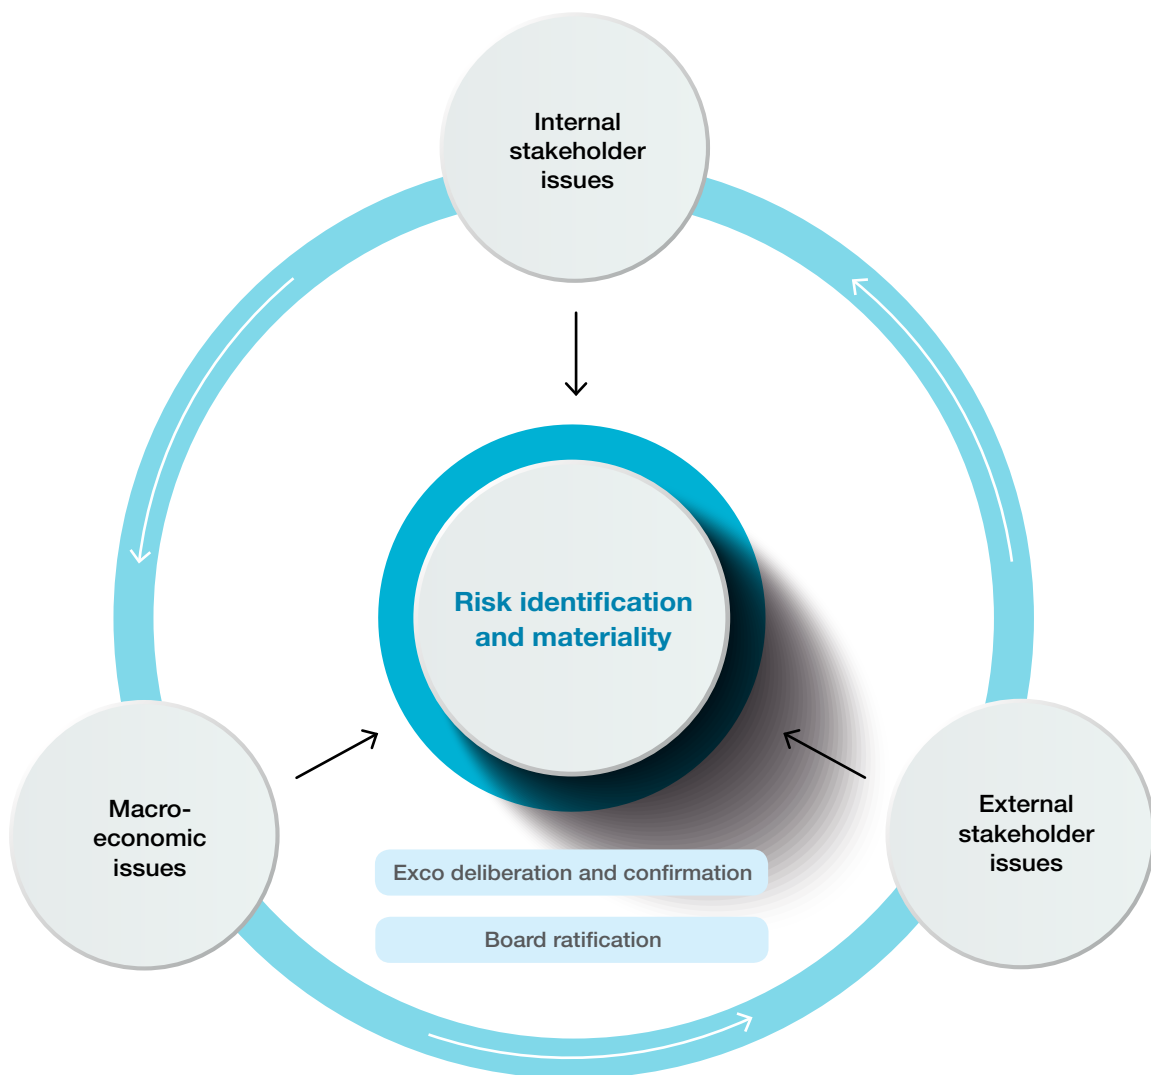 Internal
stakeholder
issues
Risk identification
and materiality
Macro-
economic
issues
External
stakeholder
issues
Exco deliberation and confirmation
Board ratification